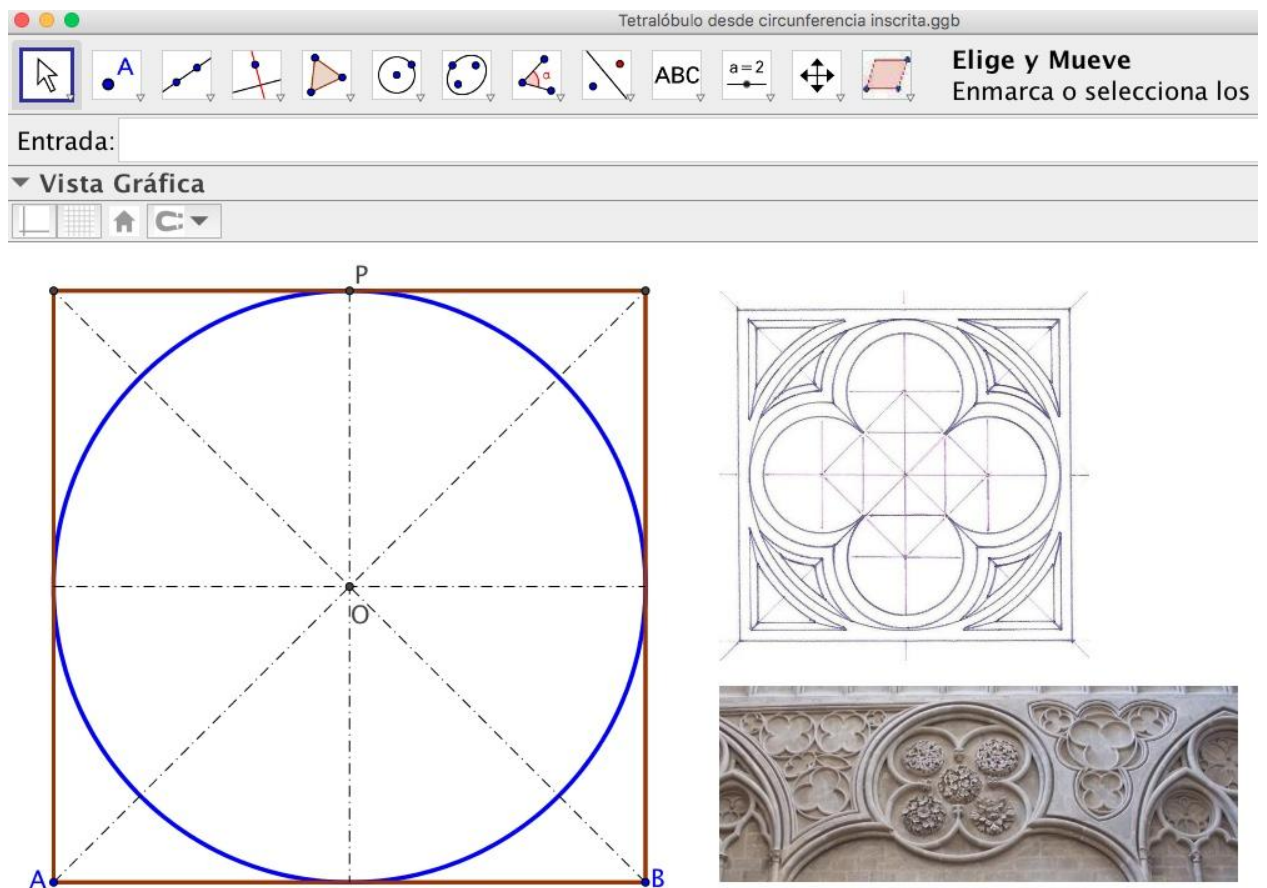 Tetralóbulo desde circunferencia inscrita.ggb
A
α
ABC
a=2
Elige y Mueve
Enmarca o selecciona los
Entrada:
Vista Gráfica
P
O
A
B